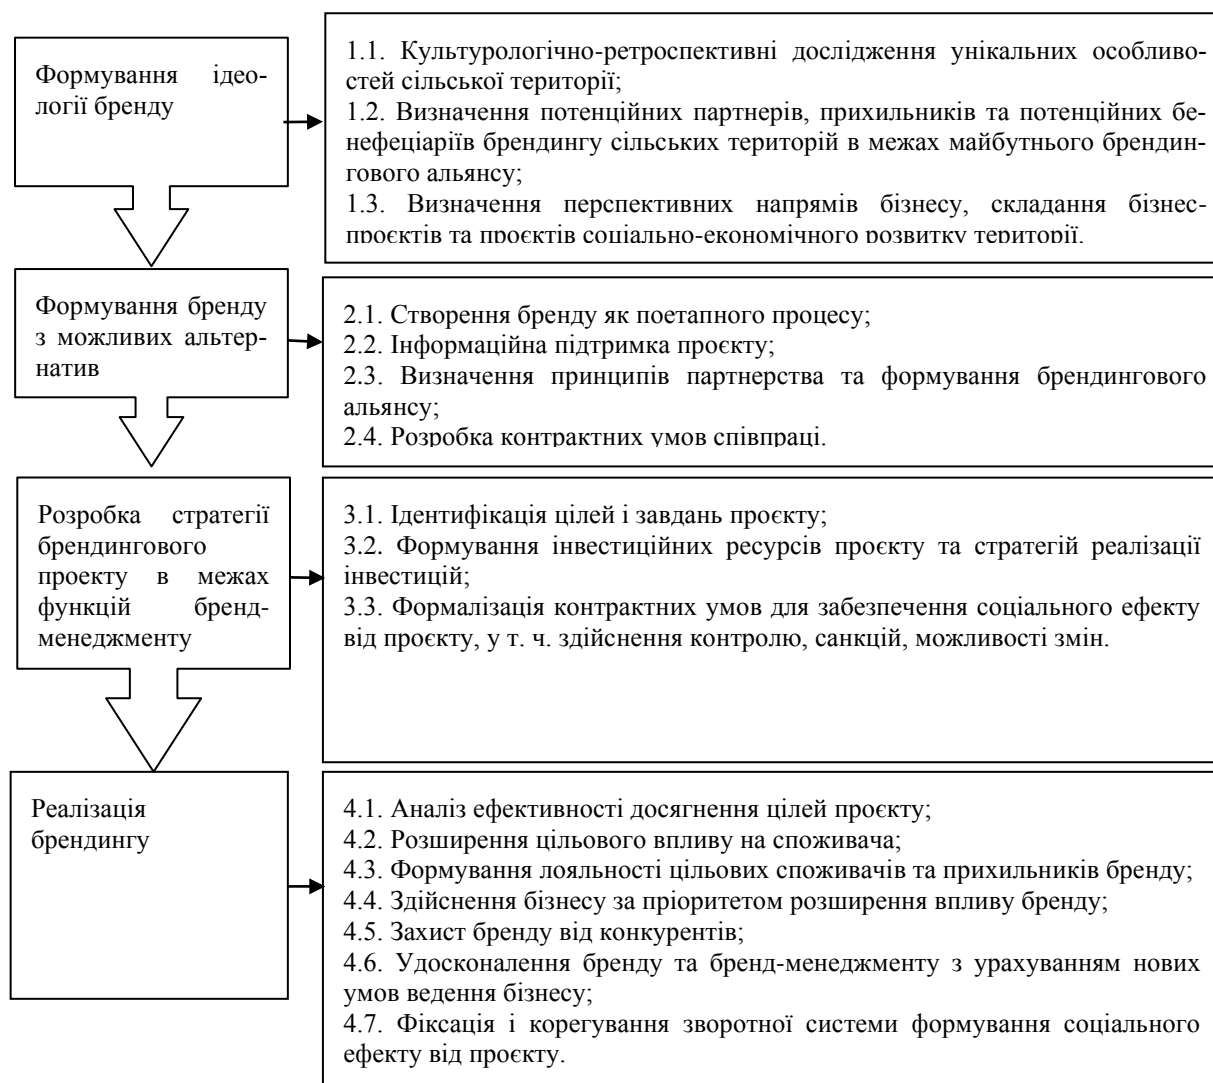 Формування ідео-
логії бренду
1.1. Культурологічно-ретроспективні дослідження унікальних особливо-
стей сільської території;
1.2. Визначення потенційних партнерів, прихильників та потенційних бе-
нефеціаріїв брендингу сільських територій в межах майбутнього брендин-
гового альянсу;
1.3. Визначення перспективних напрямів бізнесу, складання бізнес-
проєктів та проєктів соціально-економічного розвитку території.
Формування бренду
з можливих альтер-
натив
2.1. Створення бренду як поетапного процесу;
2.2. Інформаційна підтримка проєкту;
2.3. Визначення принципів партнерства та формування брендингового
альянсу;
2.4. Розробка контрактних умов співпраці.
Розробка стратегії
брендингового
проекту в межах
функцій бренд-
менеджменту
3.1. Ідентифікація цілей і завдань проєкту;
3.2. Формування інвестиційних ресурсів проєкту та стратегій реалізації
інвестицій;
3.3. Формалізація контрактних умов для забезпечення соціального ефекту
від проєкту, у т. ч. здійснення контролю, санкцій, можливості змін.
Реалізація
брендингу
4.1. Аналіз ефективності досягнення цілей проєкту;
4.2. Розширення цільового впливу на споживача;
4.3. Формування лояльності цільових споживачів та прихильників бренду;
4.4. Здійснення бізнесу за пріоритетом розширення впливу бренду;
4.5. Захист бренду від конкурентів;
4.6. Удосконалення бренду та бренд-менеджменту з урахуванням нових
умов ведення бізнесу;
4.7. Фіксація і корегування зворотної системи формування соціального
ефекту від проєкту.